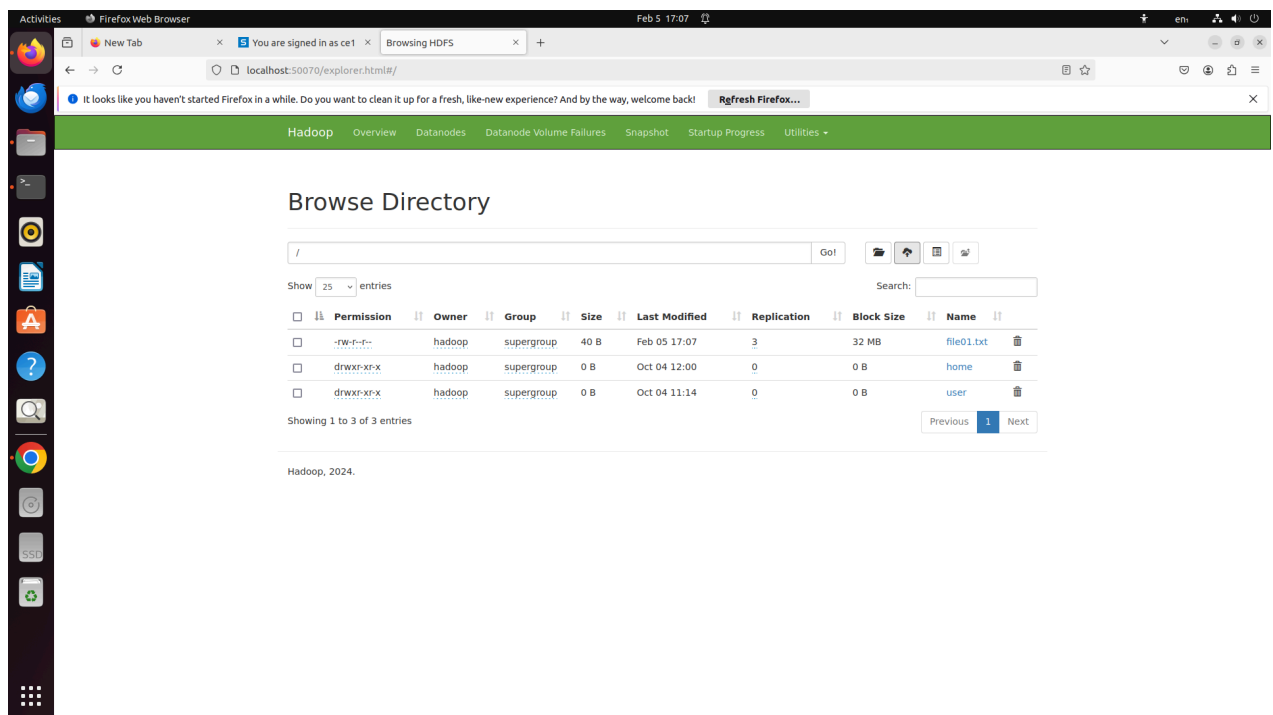 Activities Firefox Web Browser Feb 5 17:07 en₁
New Tab × S You are signed in as ce1 × Browsing HDFS × +
localhost:50070/explorer.html#/
It looks like you haven't started Firefox in a while. Do you want to clean it up for a fresh, like-new experience? And by the way, welcome back! Refresh Firefox...
Hadoop Overview Datanodes Datanode Volume Failures Snapshot Startup Progress Utilities
Browse Directory
/ Go!
Show 25 entries Search:
Permission Owner Group Size Last Modified Replication Block Size Name
-rw-r--r-- hadoop supergroup 40 B Feb 05 17:07 3 32 MB file01.txt
drwxr-xr-x hadoop supergroup 0 B Oct 04 12:00 0 0 B home
drwxr-xr-x hadoop supergroup 0 B Oct 04 11:14 0 0 B user
Showing 1 to 3 of 3 entries Previous 1 Next
Hadoop, 2024.
SSD